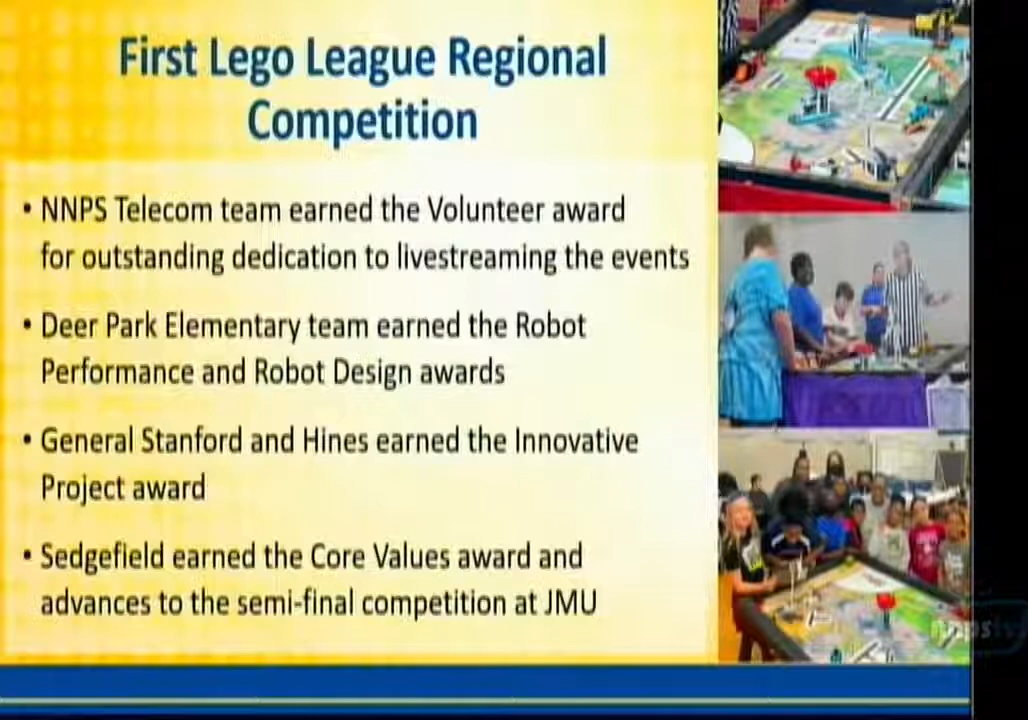 First Lego League Regional
Competition
• NNPS Telecom team earned the Volunteer award
for outstanding dedication to livestreaming the events
• Deer Park Elementary team earned the Robot
Performance and Robot Design awards
• General Stanford and Hines earned the Innovative
Project award
• Sedgefield earned the Core Values award and
advances to the semi-final competition at JMU
nnpstv